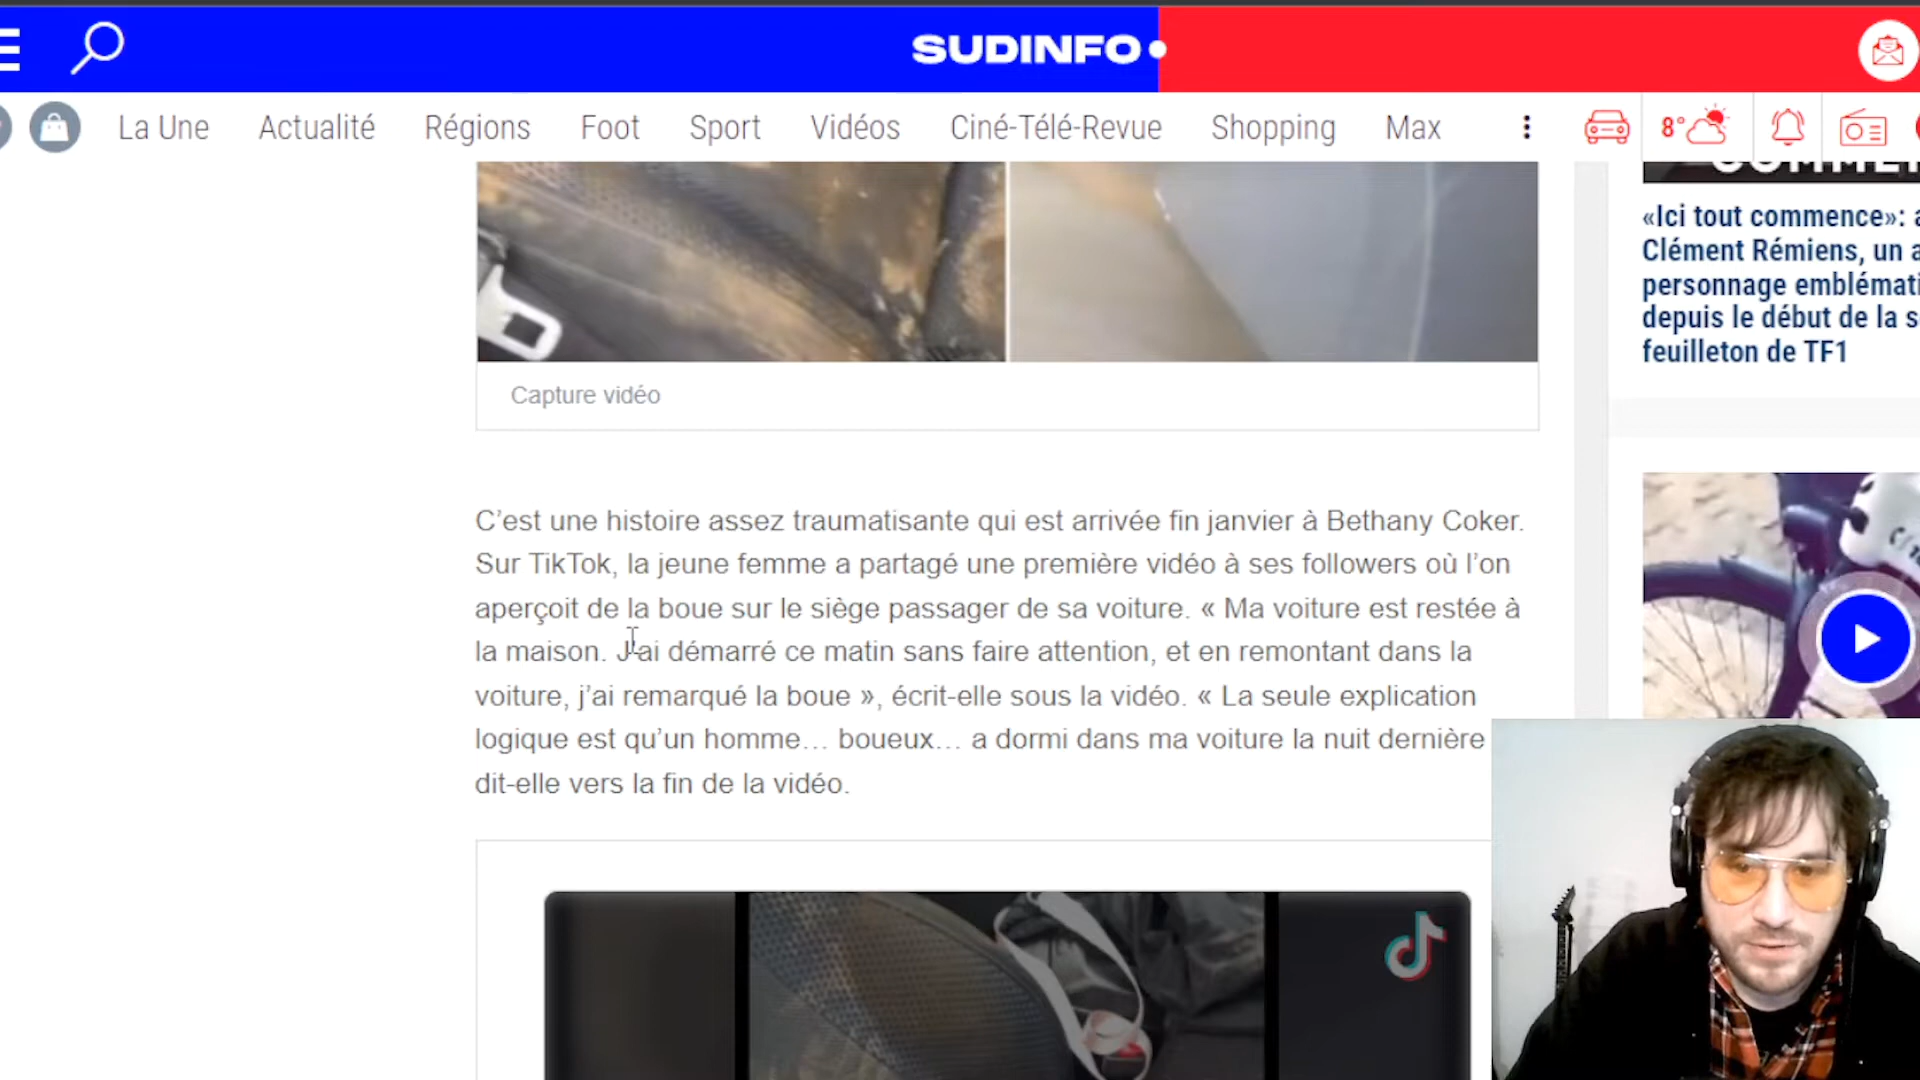 SUDINFO
La Une Actualité Régions Foot Sport Vidéos Ciné-Télé-Revue Shopping Max
8°
Capture vidéo
C’est une histoire assez traumatisante qui est arrivée fin janvier à Bethany Coker.
Sur TikTok, la jeune femme a partagé une première vidéo à ses followers où l’on
aperçoit de la boue sur le siège passager de sa voiture. « Ma voiture est restée à
la maison. J’ai démarré ce matin sans faire attention, et en remontant dans la
voiture, j’ai remarqué la boue », écrit-elle sous la vidéo. « La seule explication
logique est qu’un homme… boueux… a dormi dans ma voiture la nuit dernière
dit-elle vers la fin de la vidéo.
«Ici tout commence»: a
Clément Rémiens, un a
personnage emblémati
depuis le début de la s
feuilleton de TF1